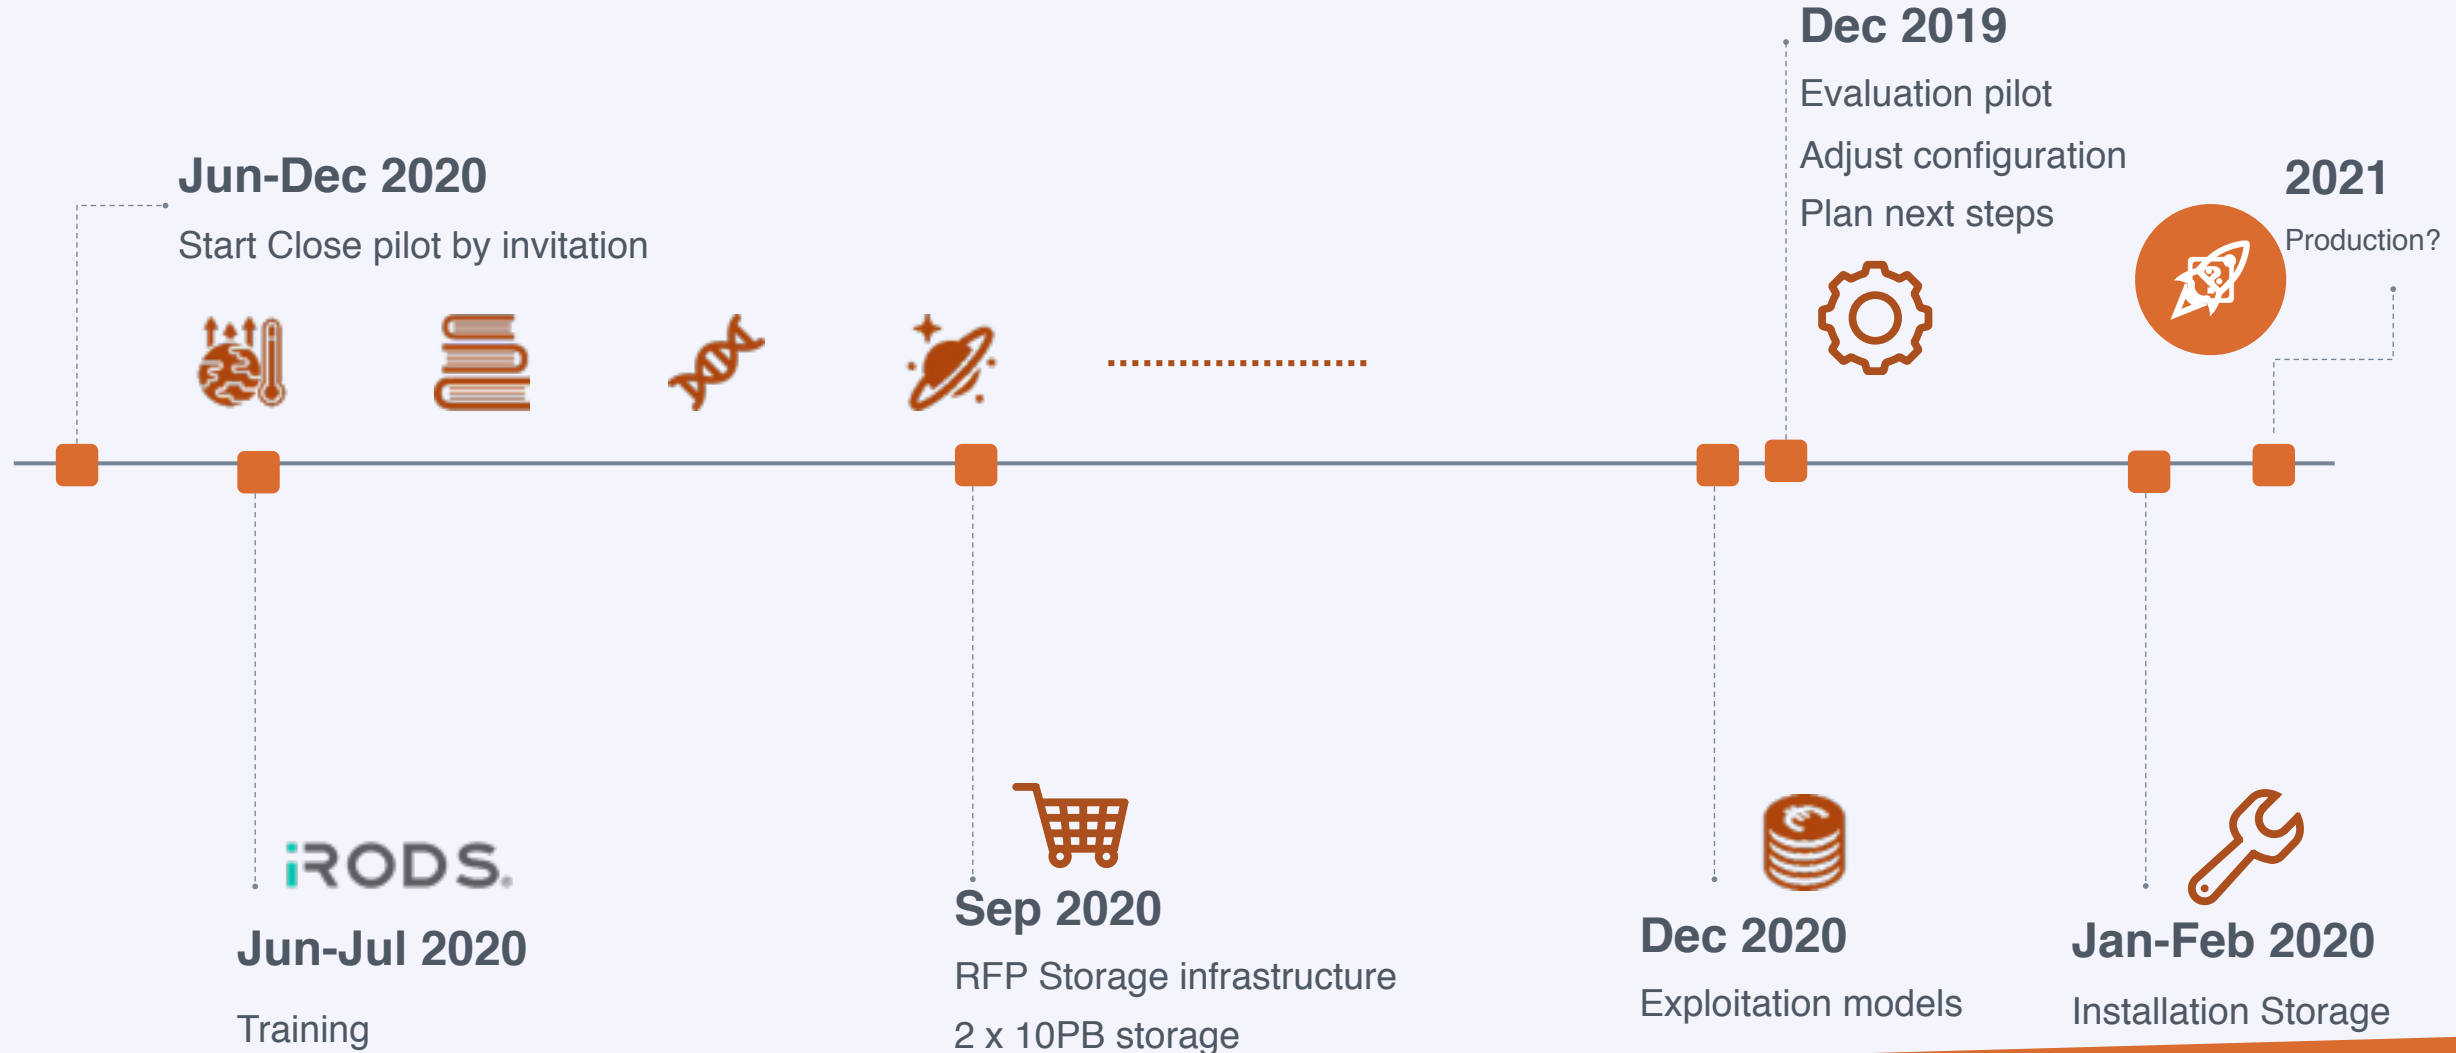 Dec 2019
Evaluation pilot
Adjust configuration
Plan next steps
Jun-Dec 2020
Start Close pilot by invitation
2021
Production?
iRODS.
Jun-Jul 2020
Training
Sep 2020
RFP Storage infrastructure
2 x 10PB storage
Dec 2020
Exploitation models
Jan-Feb 2020
Installation Storage